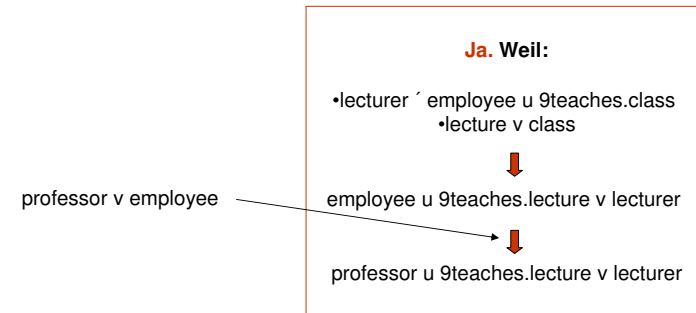 Ja. Weil:
•lecturer ´ employee u 9teaches.class
•lecture v class
professor v employee
employee u 9teaches.lecture v lecturer
professor u 9teaches.lecture v lecturer